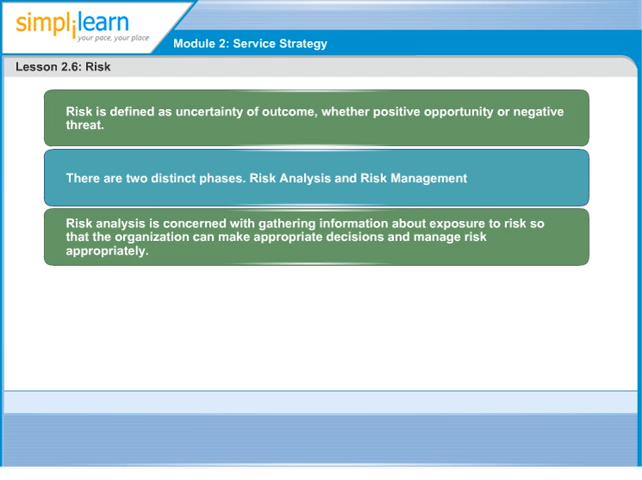 simplilearn
your pace, your place
Module 2: Service Strategy
Lesson 2.6: Risk
Risk is defined as uncertainty of outcome, whether positive opportunity or negative
threat.
There are two distinct phases. Risk Analysis and Risk Management
Risk analysis is concerned with gathering information about exposure to risk so
that the organization can make appropriate decisions and manage risk
appropriately.